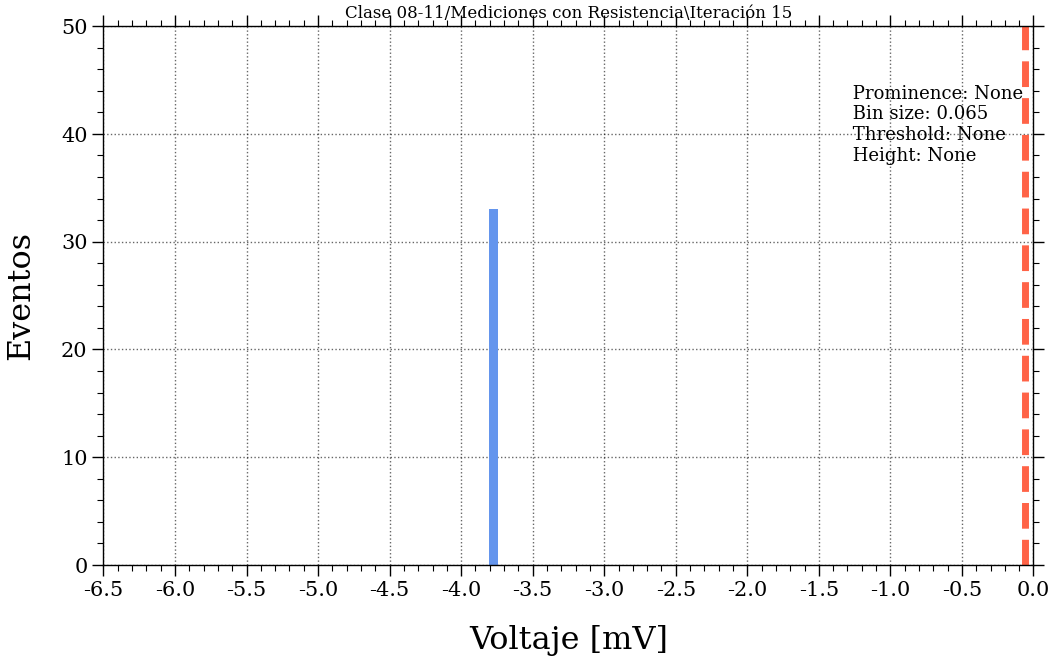 Clase 08-11/Mediciones con Resistencia\Iteración 15
50
40
30
20
10
0
Eventos
Prominence: None
Bin size: 0.065
Threshold: None
Height: None
-6.5 -6.0 -5.5 -5.0 -4.5 -4.0 -3.5 -3.0 -2.5 -2.0 -1.5 -1.0 -0.5 0.0
Voltaje [mV]